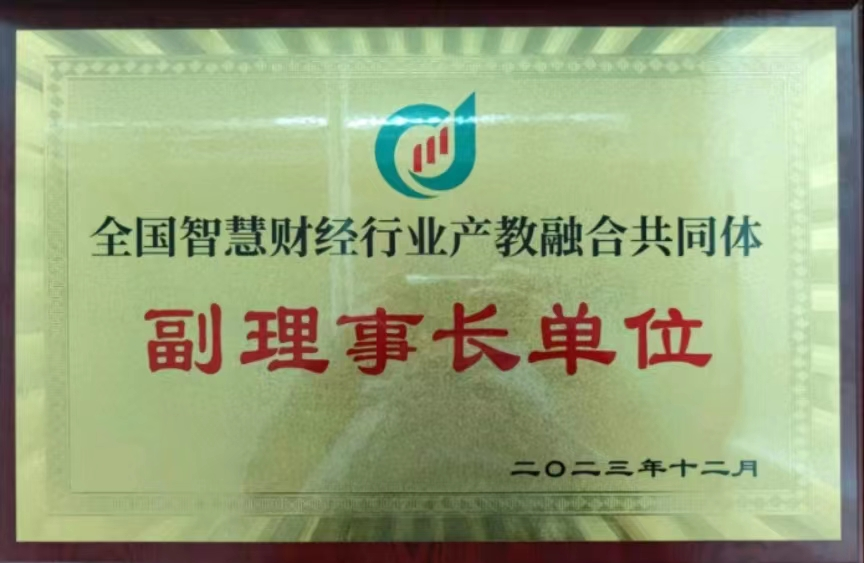 全国智慧财经行业产教融合共同体
副理事长单位
二〇二三年十二月